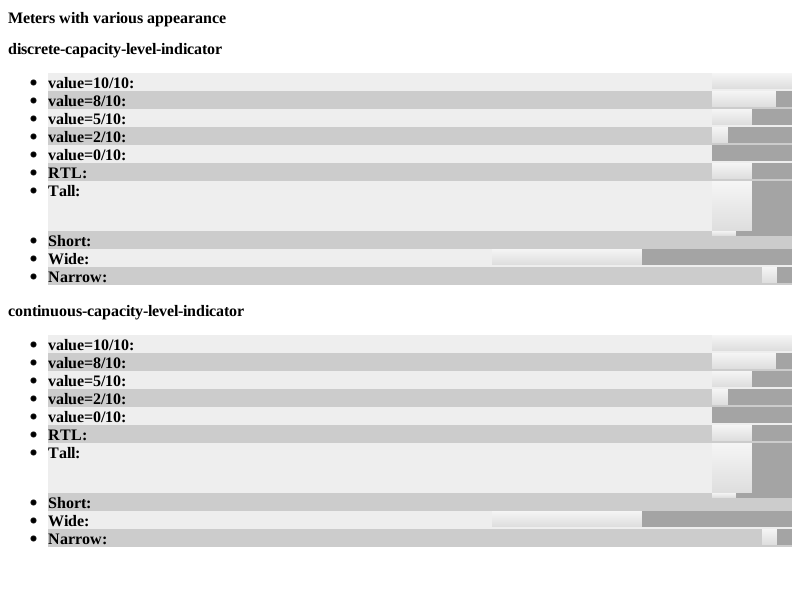 Meters with various appearance
discrete-capacity-level-indicator
value=10/10:
value=8/10:
value=5/10:
value=2/10:
value=0/10:
RTL:
Tall:
Short:
Wide:
Narrow:
continuous-capacity-level-indicator
value=10/10:
value=8/10:
value=5/10:
value=2/10:
value=0/10:
RTL:
Tall:
Short:
Wide:
Narrow: